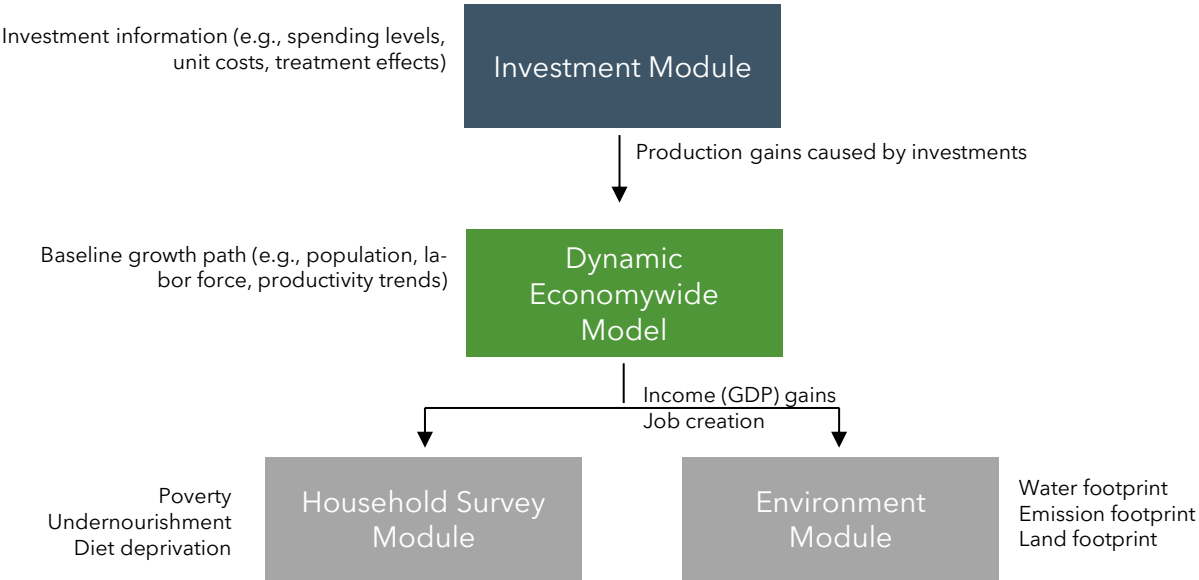 Investment information (e.g., spending levels,
unit costs, treatment effects)
Investment Module
Production gains caused by investments
Baseline growth path (e.g., population, la-
bor force, productivity trends)
Dynamic
Economywide
Model
Income (GDP) gains
Job creation
Poverty
Undernourishment
Diet deprivation
Household Survey
Module
Environment
Module
Water footprint
Emission footprint
Land footprint